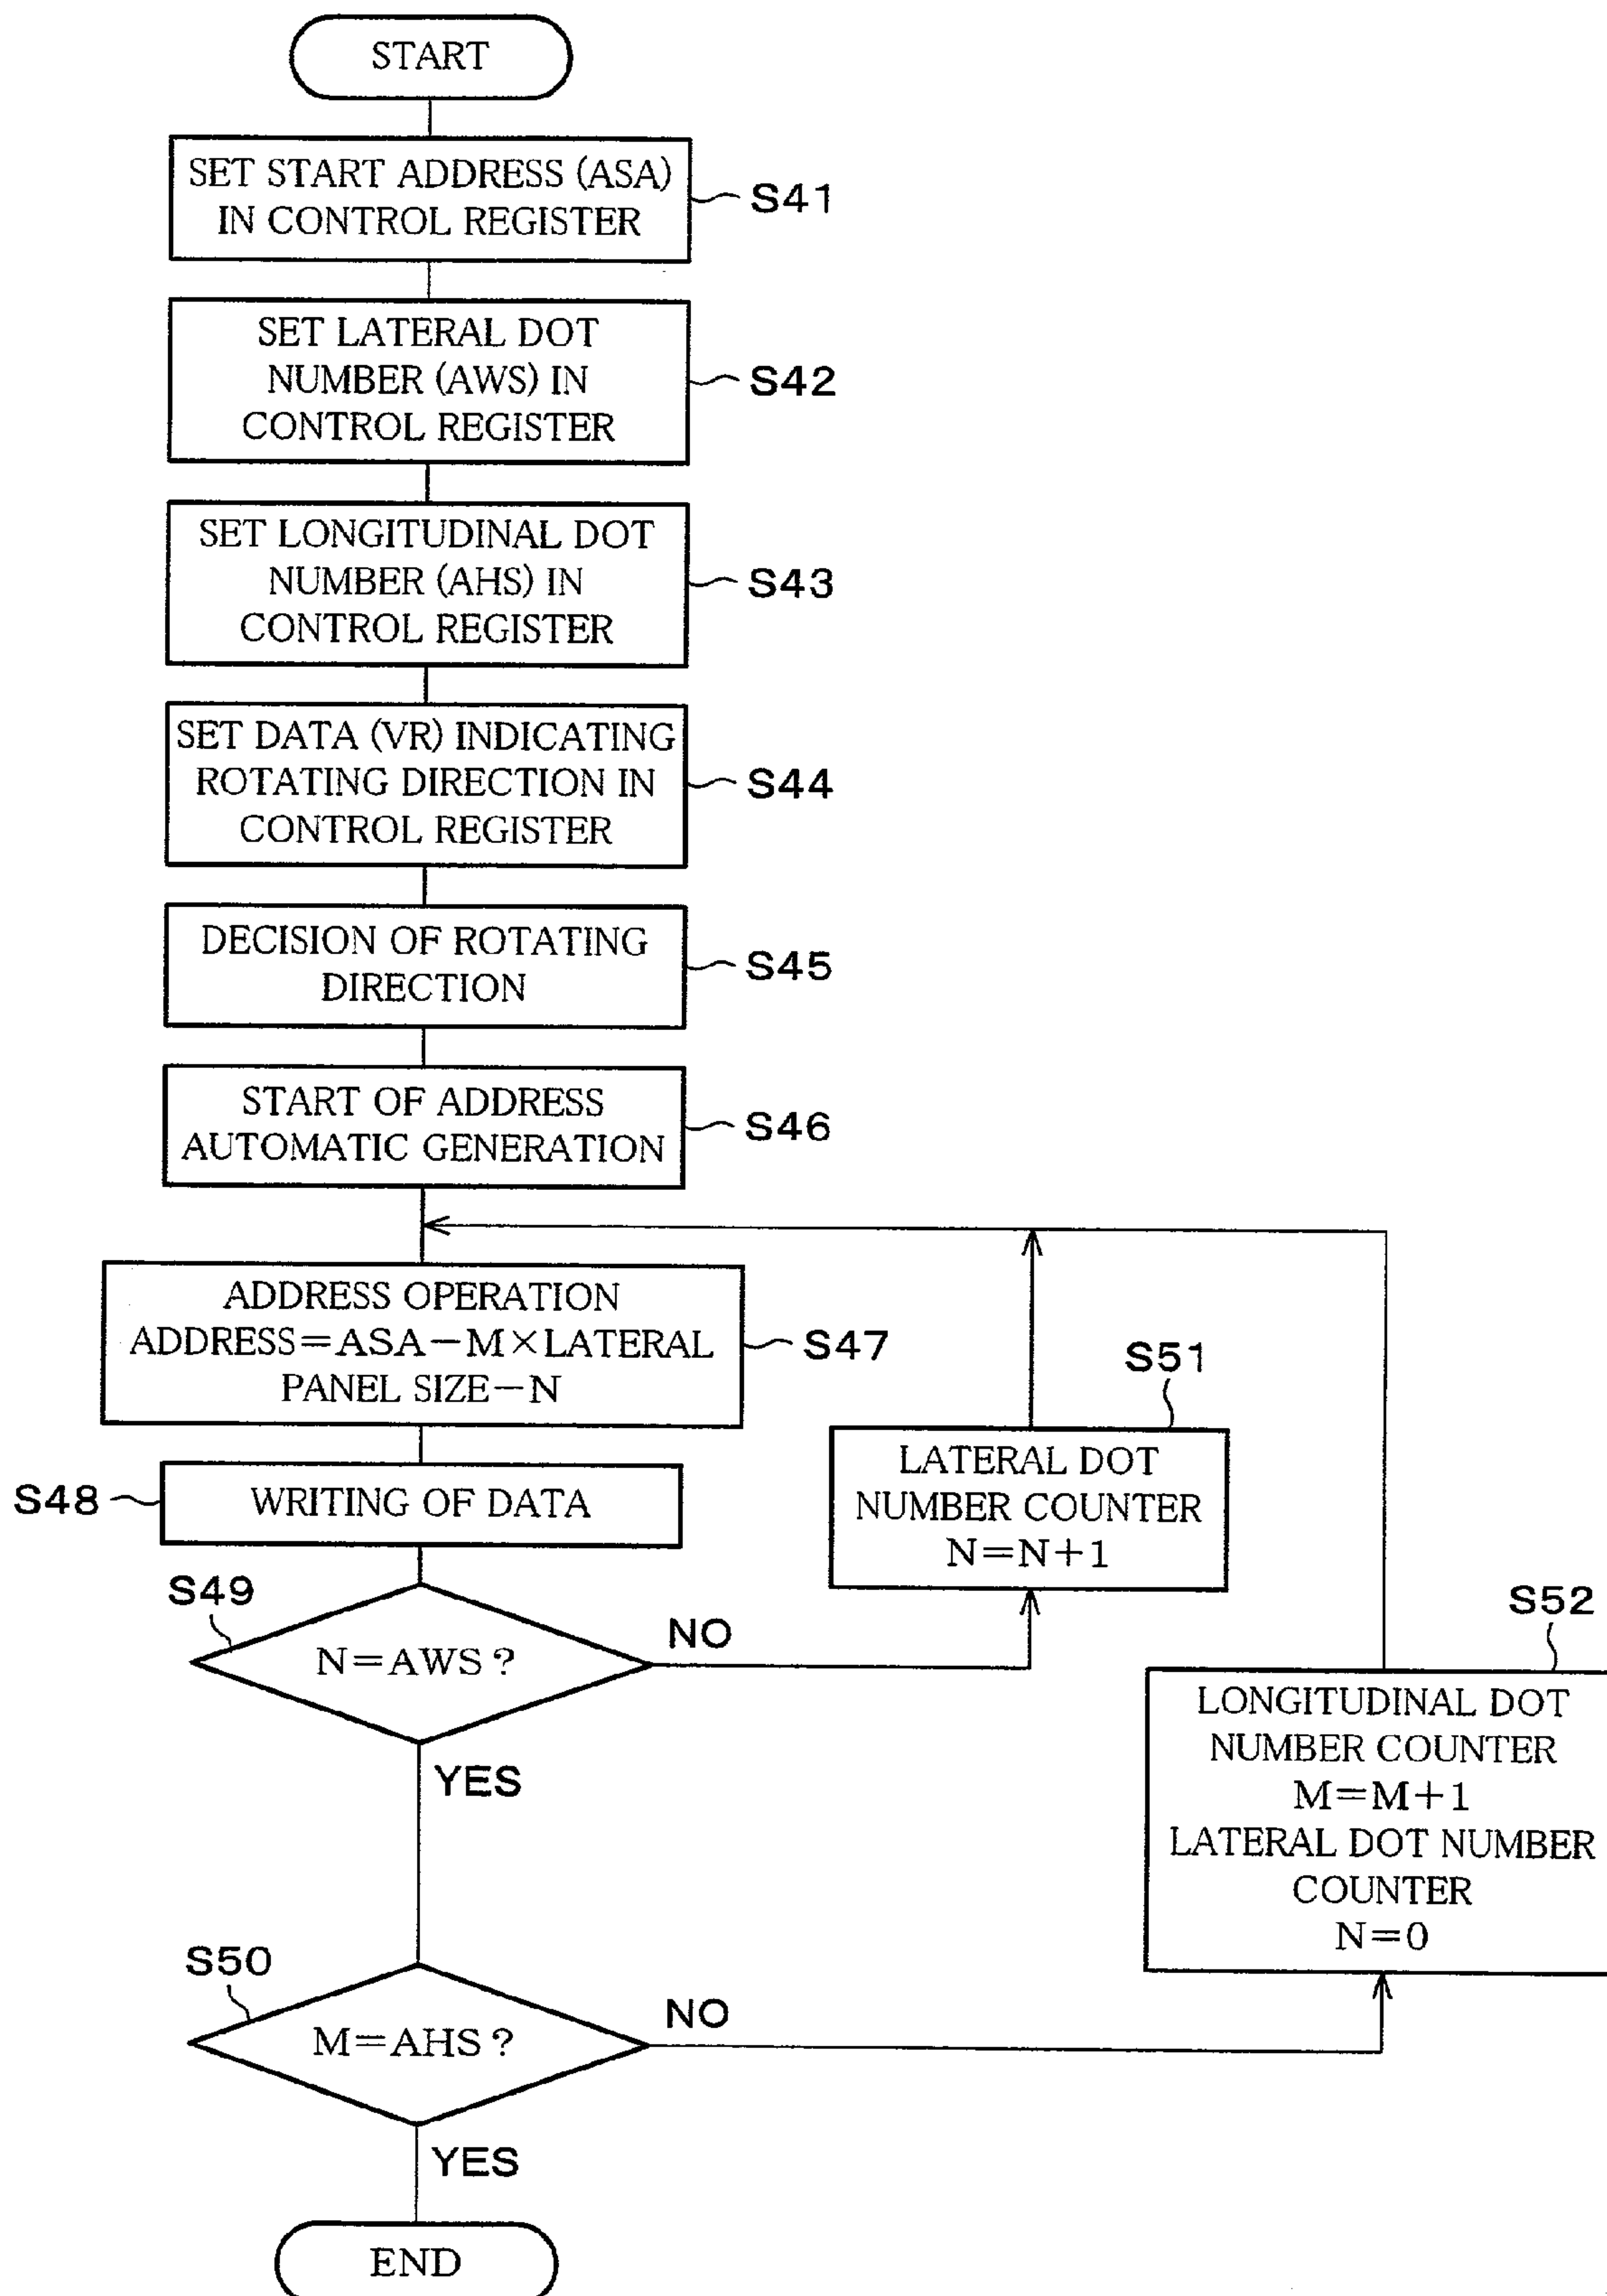 START
SET START ADDRESS (ASA)
IN CONTROL REGISTER
S41
SET LATERAL DOT
NUMBER (AWS) IN
CONTROL REGISTER
S42
SET LONGITUDINAL DOT
NUMBER (AHS) IN
CONTROL REGISTER
S43
SET DATA (VR) INDICATING
ROTATING DIRECTION IN
CONTROL REGISTER
S44
DECISION OF ROTATING
DIRECTION
S45
START OF ADDRESS
AUTOMATIC GENERATION
S46
ADDRESS OPERATION
ADDRESS=ASA-M×LATERAL
PANEL SIZE-N
S47
S48
WRITING OF DATA
S49
N=AWS?
NO
YES
S51
LATERAL DOT
NUMBER COUNTER
N=N+1
S50
M=AHS?
NO
YES
S52
LONGITUDINAL DOT
NUMBER COUNTER
M=M+1
LATERAL DOT NUMBER
COUNTER
N=0
END